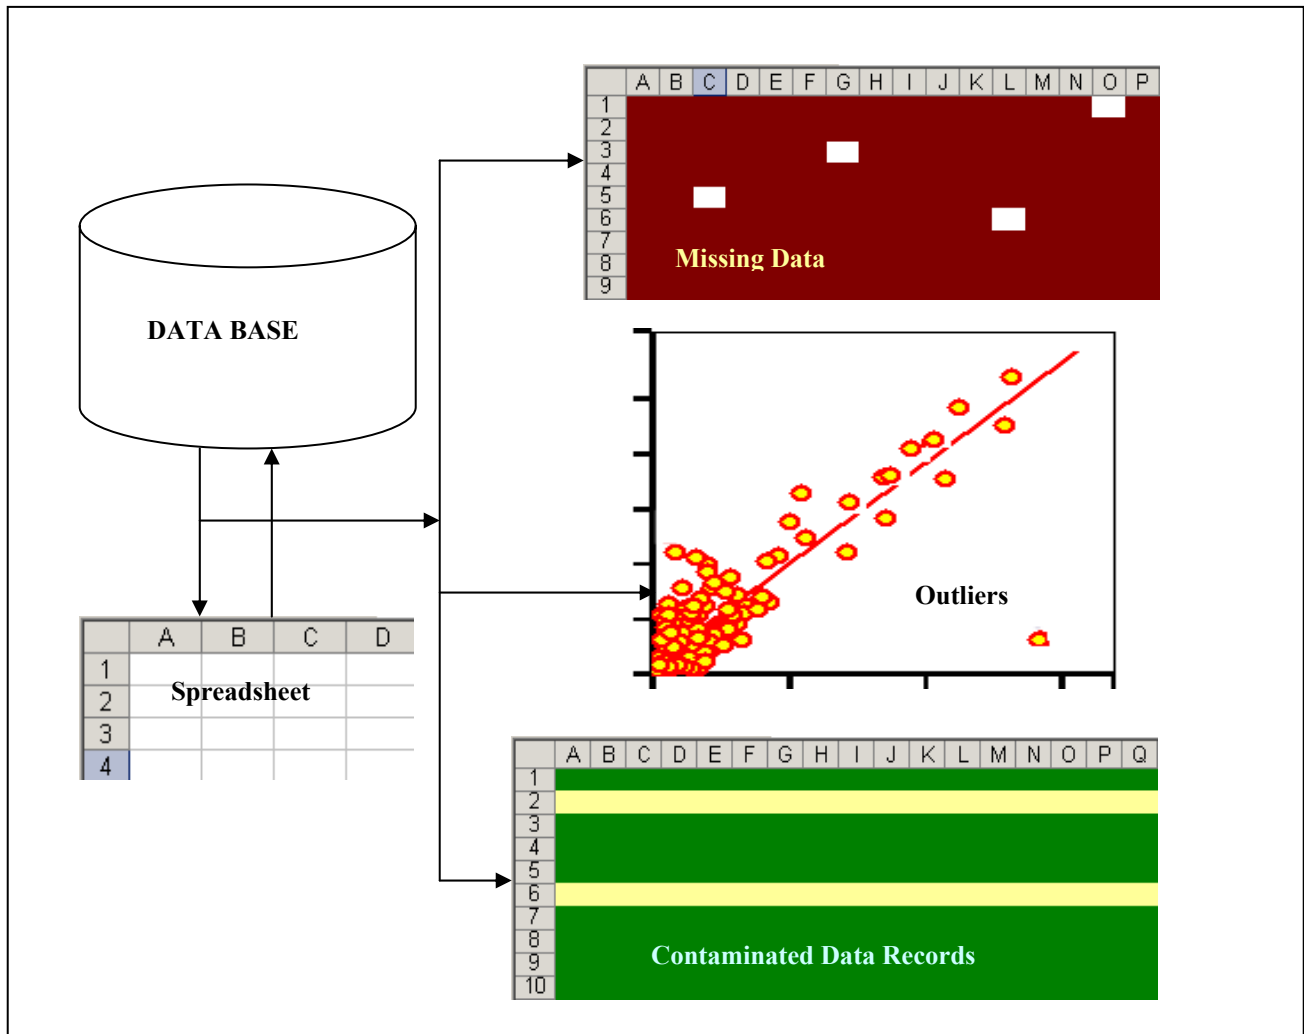 A B C D E F G H I J K L M N O P
1
2
3
4
5
6
7
8
9
Missing Data
DATA BASE
Outliers
A B C D
1
2
3
4
Spreadsheet
A B C D E F G H I J K L M N O P Q
1
2
3
4
5
6
7
8
9
10
Contaminated Data Records